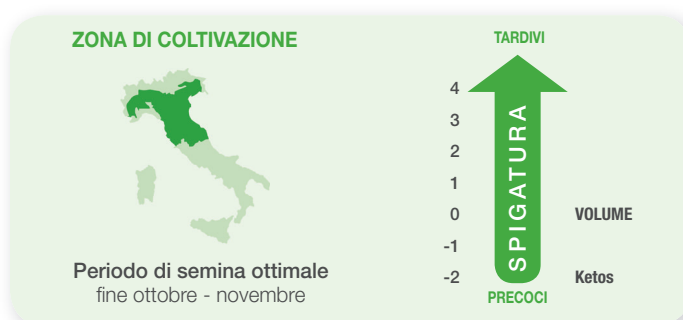 ZONA DI COLTIVAZIONE
Periodo di semina ottimale
fine ottobre - novembre
TARDIVI
4
3
2
1
0 VOLUME
-1
-2 Ketos
SPIGATURA
PRECOCI